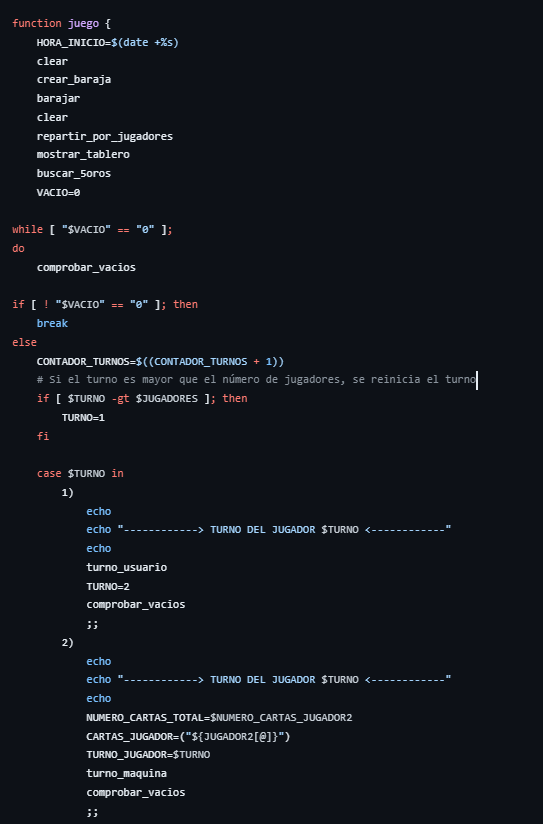 function juego {
    HORA_INICIO=$(date +%s)
    clear
    crear_baraja
    barajar
    clear
    repartir_por_jugadores
    mostrar_tablero
    buscar_5oros
    VACIO=0

while [ "$VACIO" == "0" ];
do
    comprobar_vacios

if [ ! "$VACIO" == "0" ]; then
    break
else
    CONTADOR_TURNOS=$((CONTADOR_TURNOS + 1))
    # Si el turno es mayor que el número de jugadores, se reinicia el turno
    if [ $TURNO -gt $JUGADORES ]; then
        TURNO=1
    fi

    case $TURNO in
        1)
            echo
            echo "------------> TURNO DEL JUGADOR $TURNO <------------"
            echo
            turno_usuario
            TURNO=2
            comprobar_vacios
            ;;
        2)
            echo
            echo "------------> TURNO DEL JUGADOR $TURNO <------------"
            echo
            NUMERO_CARTAS_TOTAL=$NUMERO_CARTAS_JUGADOR2
            CARTAS_JUGADOR=("${JUGADOR2[@]}")
            TURNO_JUGADOR=$TURNO
            turno_maquina
            comprobar_vacios
            ;;